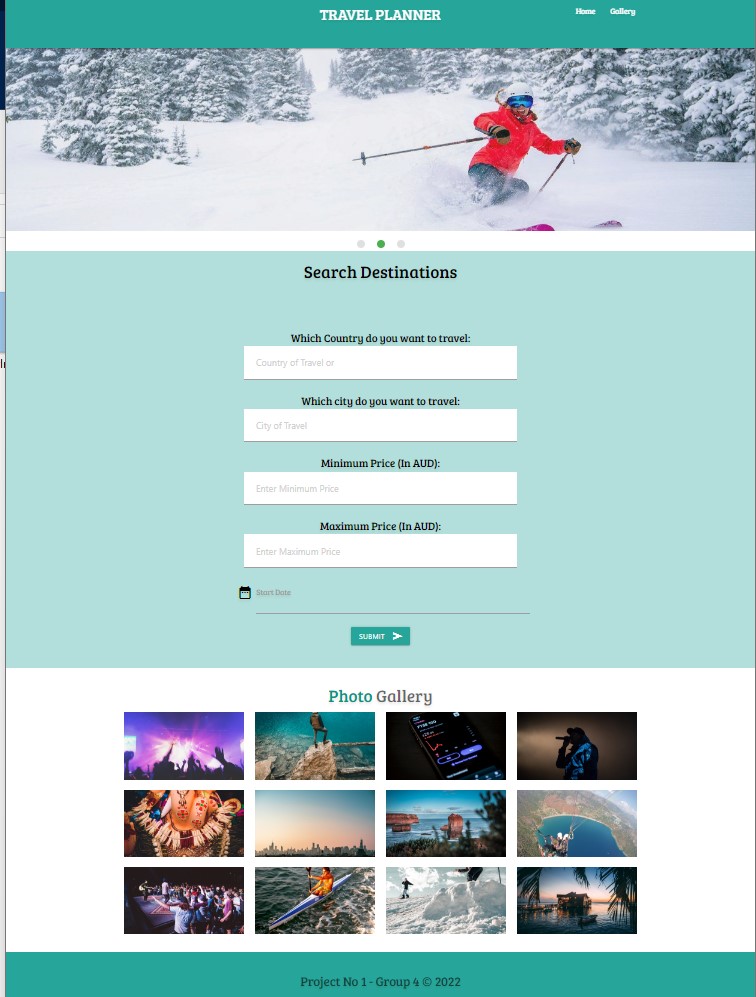 TRAVEL PLANNER
Home Gallery
Search Destinations
Which Country do you want to travel:
Country of Travel or
Which city do you want to travel:
City of Travel
Minimum Price (In AUD):
Enter Minimum Price
Maximum Price (In AUD):
Enter Maximum Price
Start Date
SUBMIT
Photo Gallery
Project No 1 - Group 4 © 2022